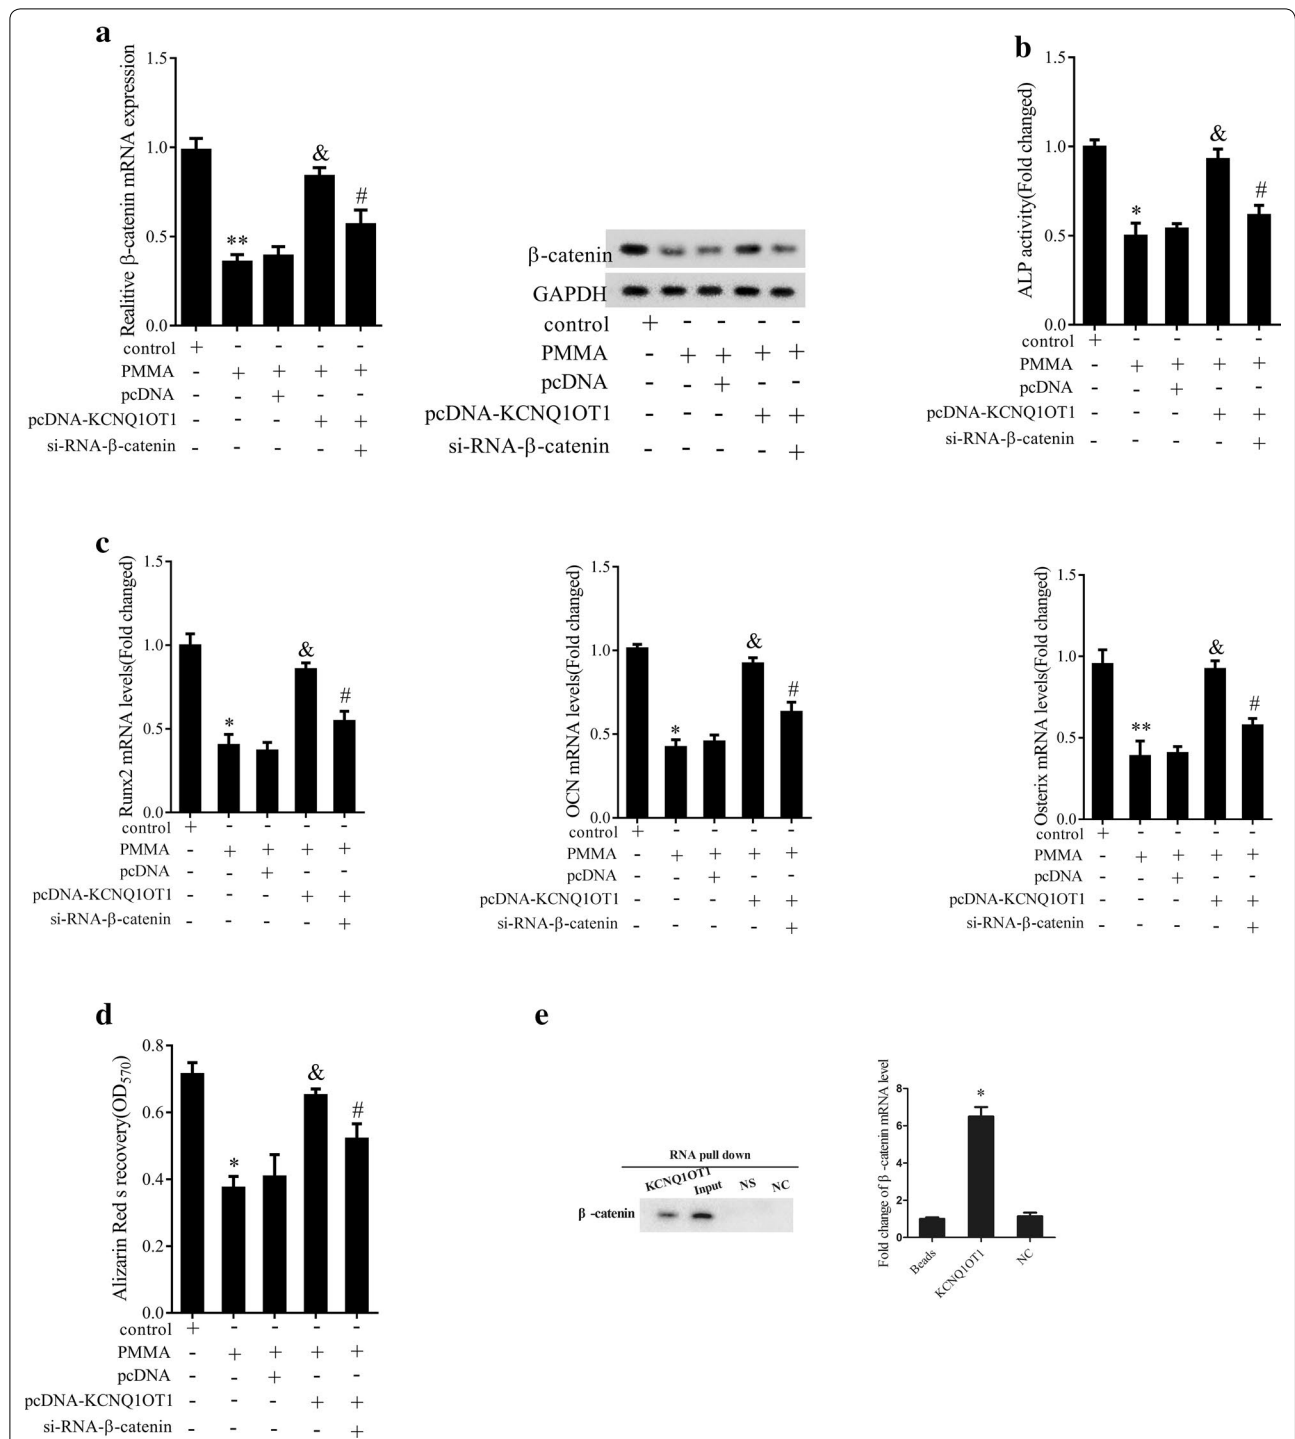 a
Realitive β-catenin mRNA expression
1.5
1.0
0.5
0.0
**
&
#
control + - - - -
PMMA - + + + +
pcDNA - - + - -
pcDNA-KCNQ1OT1 - - - + +
si-RNA-β-catenin - - - - +
β-catenin
GAPDH
control + - - - -
PMMA - + + + +
pcDNA - - + - -
pcDNA-KCNQ1OT1 - - - + +
si-RNA-β-catenin - - - - +
b
ALP activity(Fold changed)
1.5
1.0
0.5
0.0
*
&
#
control + - - - -
PMMA - + + + +
pcDNA - - + - -
pcDNA-KCNQ1OT1 - - - + +
si-RNA-β-catenin - - - - +
c
Runx2 mRNA levels(Fold changed)
1.5
1.0
0.5
0.0
*
&
#
control + - - - -
PMMA - + + + +
pcDNA - - + - -
pcDNA-KCNQ1OT1 - - - + +
si-RNA-β-catenin - - - - +
OCN mRNA levels(Fold changed)
1.5
1.0
0.5
0.0
*
&
#
control + - - - -
PMMA - + + + +
pcDNA - - + - -
pcDNA-KCNQ1OT1 - - - + +
si-RNA-β-catenin - - - - +
Osterix mRNA levels(Fold changed)
1.5
1.0
0.5
0.0
**
&
#
control + - - - -
PMMA - + + + +
pcDNA - - + - -
pcDNA-KCNQ1OT1 - - - + +
si-RNA-β-catenin - - - - +
d
Alizarin Red s recovery(OD570)
0.8
0.6
0.4
0.2
0.0
*
&
#
control + - - - -
PMMA - + + + +
pcDNA - - + - -
pcDNA-KCNQ1OT1 - - - + +
si-RNA-β-catenin - - - - +
e
RNA pull down
KCNQ1OT1 Input NS NC
β -catenin
Fold change of β -catenin mRNA level
8
6
4
2
0
*
Beads
KCNQ1OT1
NC